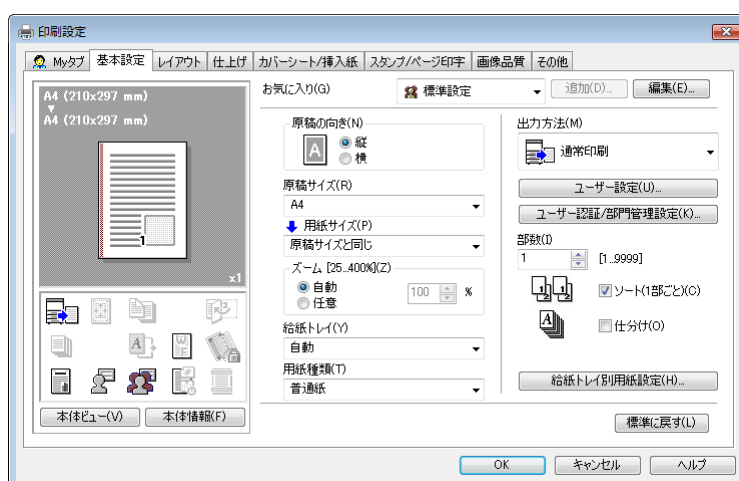 印刷設定
Myタブ 基本設定 レイアウト 仕上げ カバーシート/挿入紙 スタンプ/ページ印字 画像品質 その他
A4 (210x297 mm)
A4 (210x297 mm)
1
x1
本体ビュー(V) 本体情報(F)
お気に入り(G) 標準設定 追加(D)... 編集(E)...
原稿の向き(N)
A
縦
横
原稿サイズ(R)
A4
用紙サイズ(P)
原稿サイズと同じ
ズーム [25..400%](Z)
自動
任意
100 %
給紙トレイ(Y)
自動
用紙種類(T)
普通紙
出力方法(M)
通常印刷
ユーザー設定(U)...
ユーザー認証/部門管理設定(K)...
部数(I)
1 [1..9999]
ソート(1部ごと)(C)
仕分け(O)
給紙トレイ別用紙設定(H)...
標準に戻す(L)
OK キャンセル ヘルプ